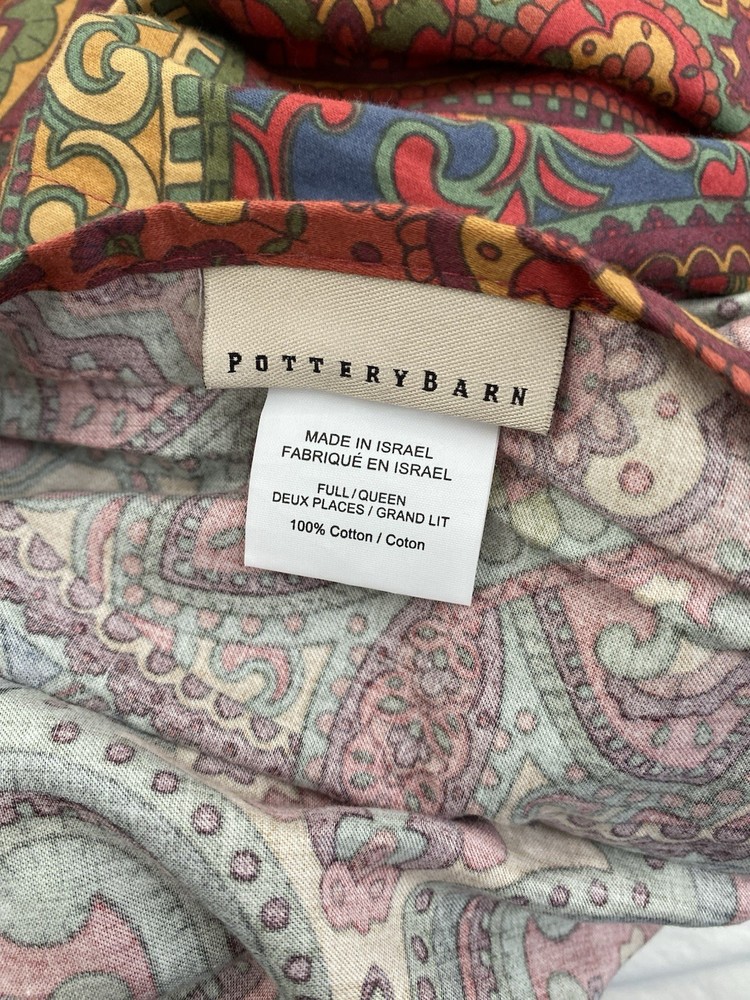 POTTERYBARN
MADE IN ISRAEL
FABRIQUÉ EN ISRAEL
FULL/QUEEN
DEUX PLACES / GRAND LIT
100% Cotton / Coton